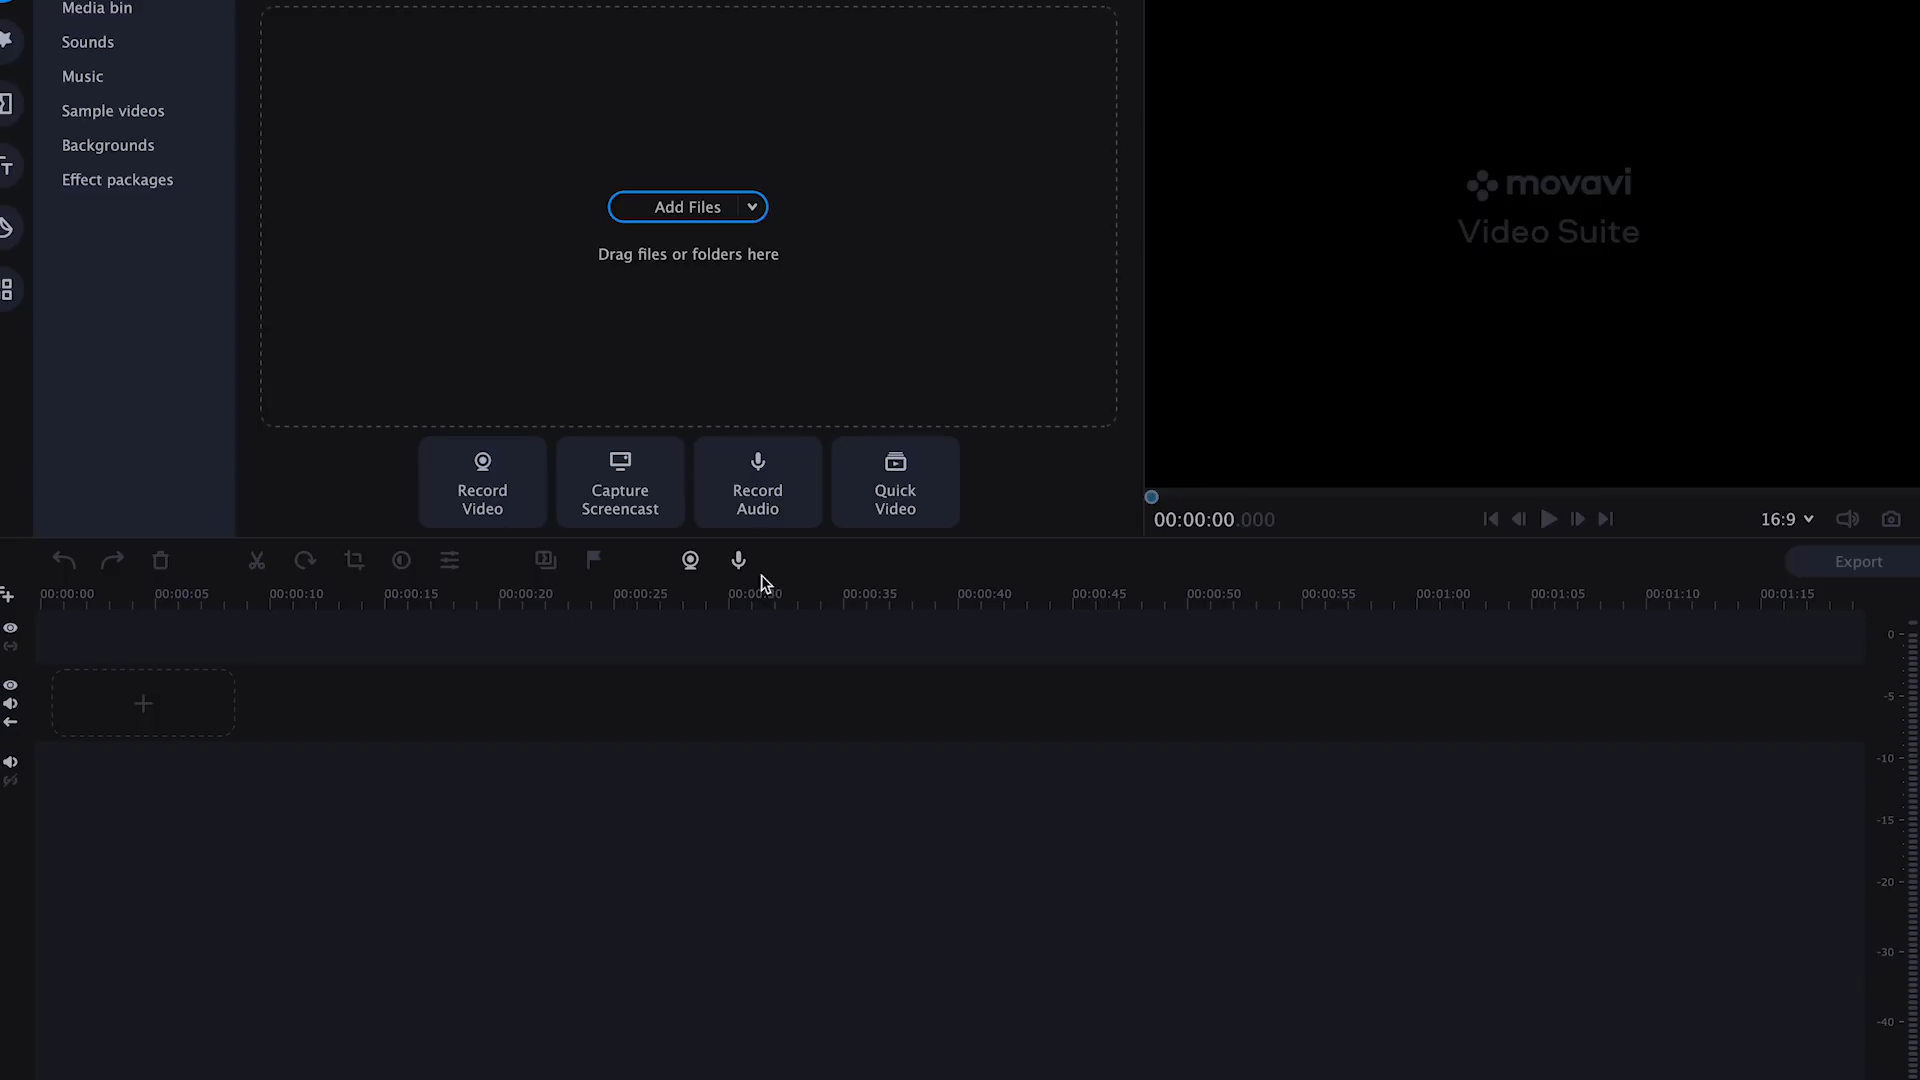 Media bin
Sounds
Music
Sample videos
Backgrounds
Effect packages
Add Files
Drag files or folders here
Record
Video
Capture
Screencast
Record
Audio
Quick
Video
movavi
Video Suite
00:00:00.000
16:9
Export
00:00:00 00:00:05 00:00:10 00:00:15 00:00:20 00:00:25 00:00:30 00:00:35 00:00:40 00:00:45 00:00:50 00:00:55 00:01:00 00:01:05 00:01:10 00:01:15
0
-5
-10
-15
-20
-30
-40